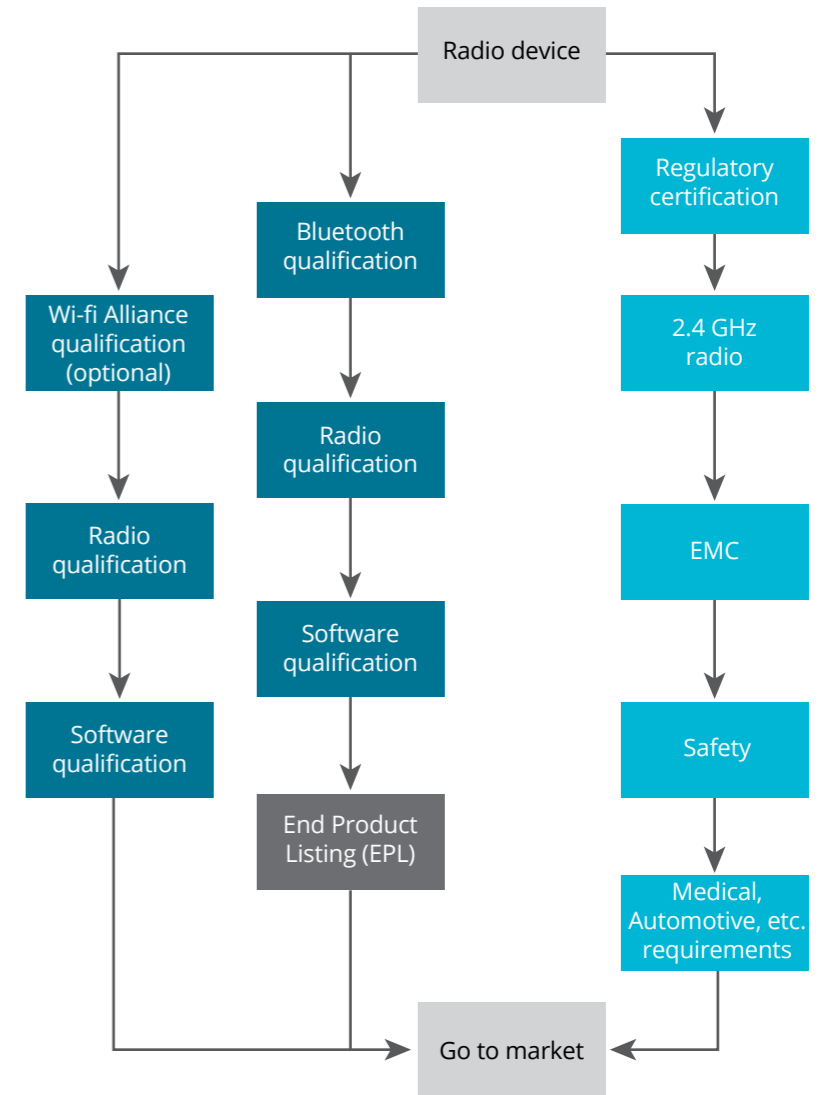 Radio device
Wi-fi Alliance
qualification
(optional)
Radio
qualification
Software
qualification
Bluetooth
qualification
Radio
qualification
Software
qualification
End Product
Listing (EPL)
Regulatory
certification
2.4 GHz
radio
EMC
Safety
Medical,
Automotive, etc.
requirements
Go to market